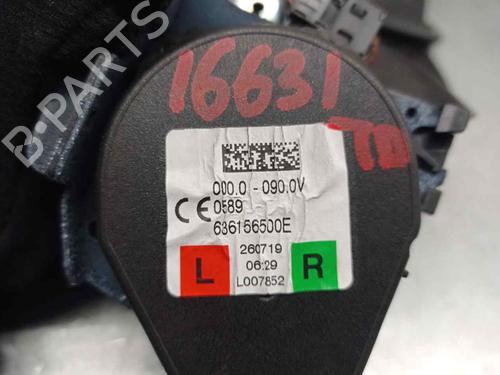 16631
TD
000.0 - 090.0V
CE 0589
636156500E
260719
06:29
L007852
L
R
B-PARTS